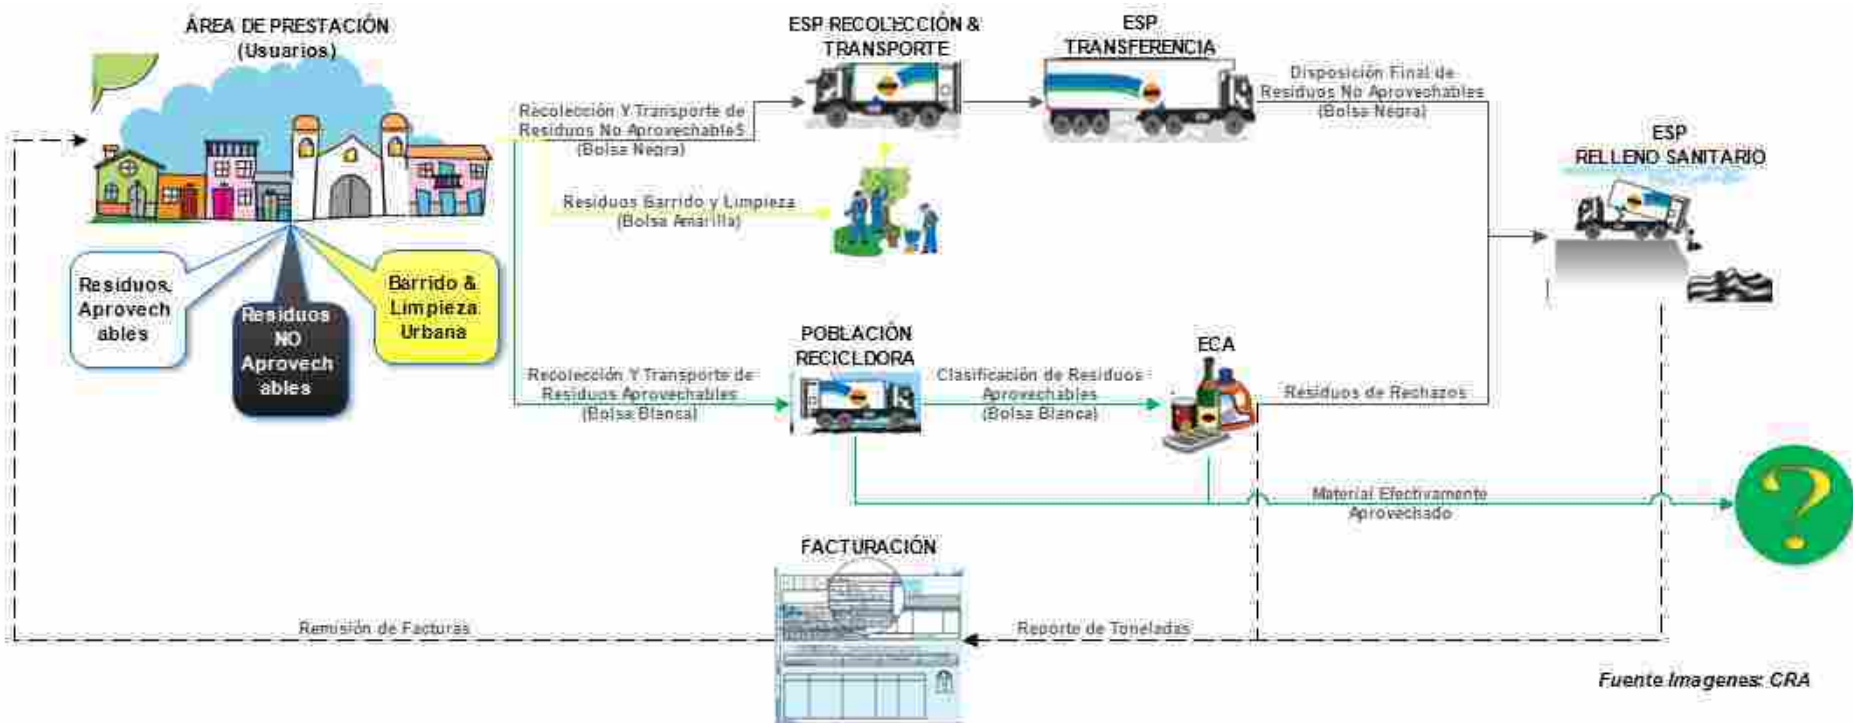 ÁREA DE PRESTACIÓN
(Usuarios)
ESP RECOLECCIÓN &
TRANSPORTE
ESP
TRANSFERENCIA
Recolección Y Transporte de
Residuos No Aprovechables
(Bolsa Negra)
Disposición Final de
Residuos No Aprovechables
(Bolsa Negra)
ESP
RELLENO SANITARIO
Residuos Barrido y Limpieza
(Bolsa Amarilla)
Residuos
Aprovech
ables
Residuos
NO
Aprovech
ables
Barrido &
Limpieza
Urbana
POBLACIÓN
RECICLDORA
ECA
Recolección Y Transporte de
Residuos Aprovechables
(Bolsa Blanca)
Clasificación de Residuos
Aprovechables
(Bolsa Blanca)
Residuos de Rechazos
Material Efectivamente
Aprovechado
?
FACTURACIÓN
Remisión de Facturas
Reporte de Toneladas
Fuente Imagenes: CRA